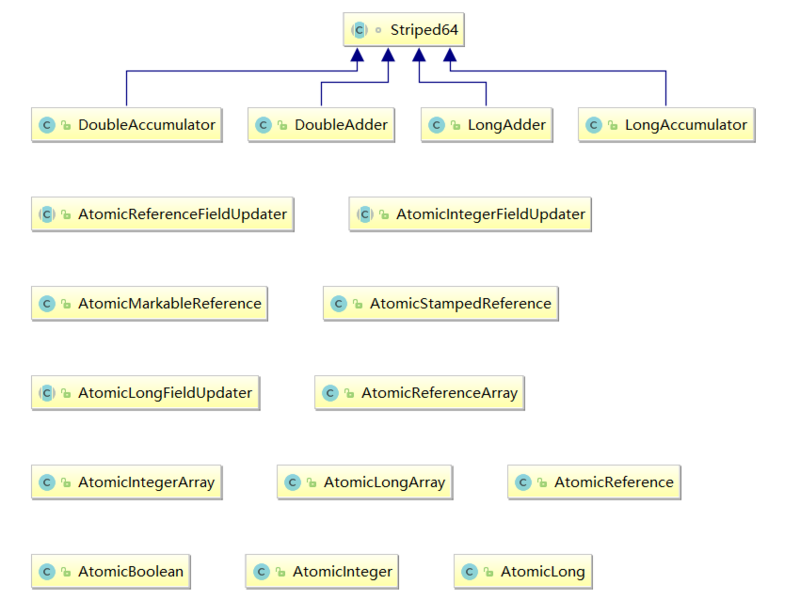 Striped64
DoubleAccumulator DoubleAdder LongAdder LongAccumulator
AtomicReferenceFieldUpdater AtomicIntegerFieldUpdater
AtomicMarkableReference AtomicStampedReference
AtomicLongFieldUpdater AtomicReferenceArray
AtomicIntegerArray AtomicLongArray AtomicReference
AtomicBoolean AtomicInteger AtomicLong